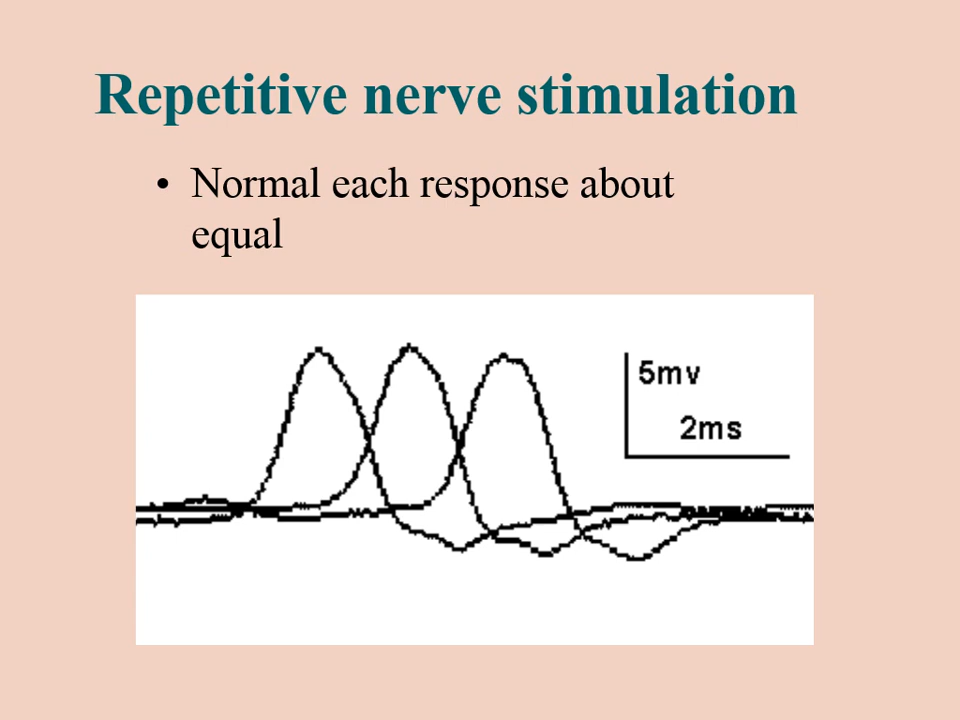 Repetitive nerve stimulation
• Normal each response about
equal
5mv
2ms